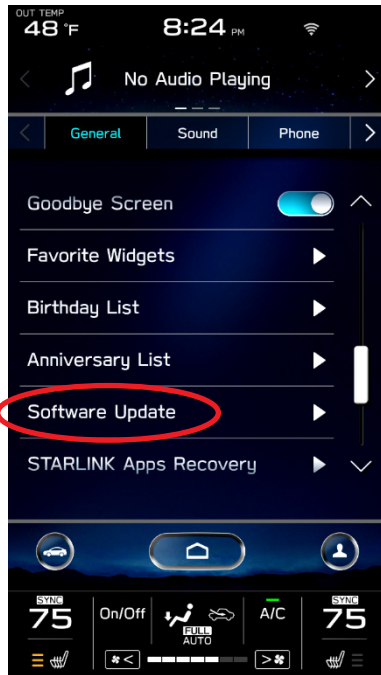 OUT TEMP
48 °F 8:24 PM
No Audio Playing
General Sound Phone
Goodbye Screen
Favorite Widgets
Birthday List
Anniversary List
Software Update
STARLINK Apps Recovery
SYNC SYNC
75 On/Off A/C 75
FULL
AUTO
< >